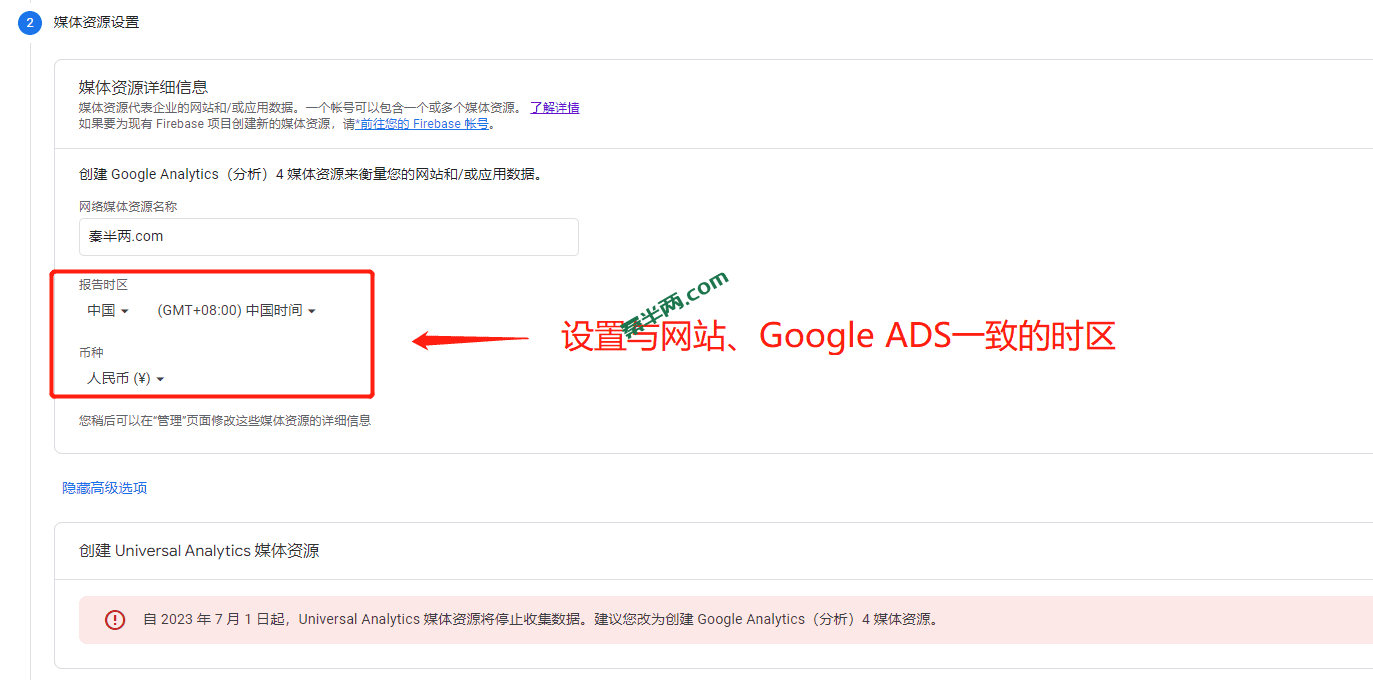 2 媒体资源设置
媒体资源详细信息
媒体资源代表企业的网站和/或应用数据。一个帐号可以包含一个或多个媒体资源。 了解详情
如果要为现有 Firebase 项目创建新的媒体资源，请*前往您的 Firebase 帐号。
创建 Google Analytics（分析）4 媒体资源来衡量您的网站和/或应用数据。
网络媒体资源名称
秦半两.com
报告时区
中国 (GMT+08:00) 中国时间
币种
人民币 (¥)
秦半两.com
设置与网站、Google ADS一致的时区
您稍后可以在“管理”页面修改这些媒体资源的详细信息
隐藏高级选项
创建 Universal Analytics 媒体资源
自 2023 年 7 月 1 日起，Universal Analytics 媒体资源将停止收集数据。建议您改为创建 Google Analytics（分析）4 媒体资源。